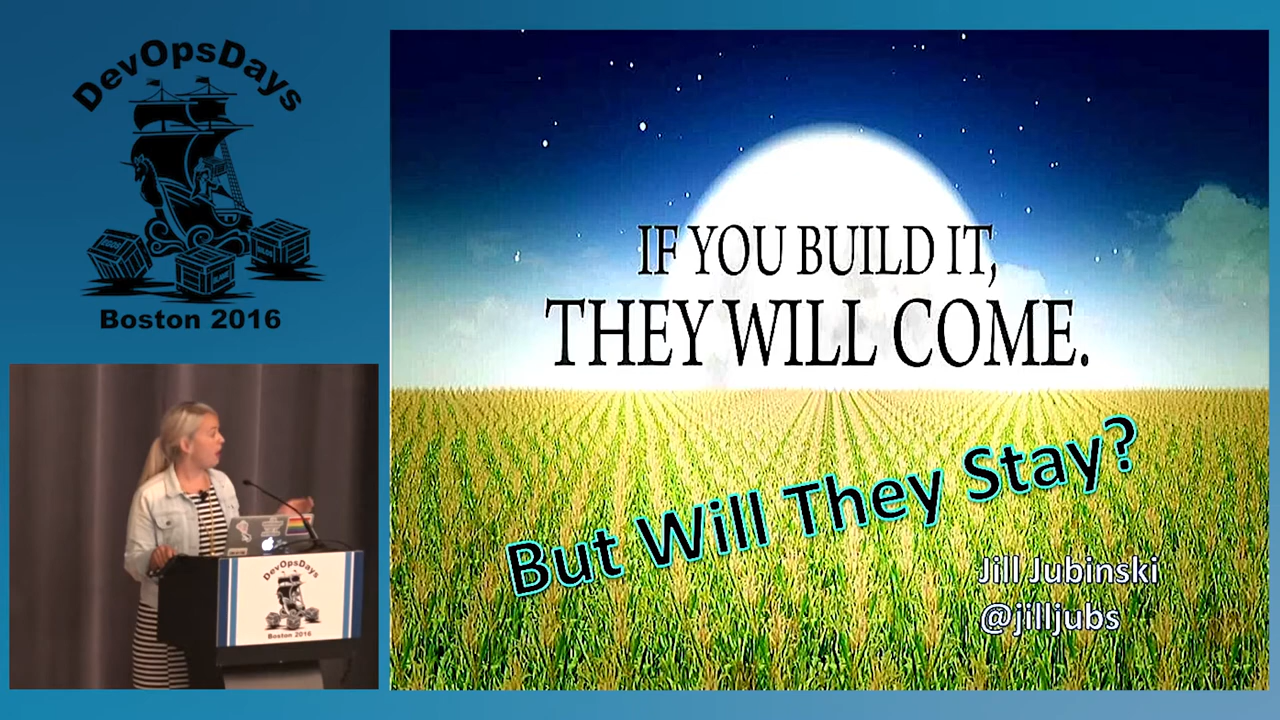 DevOpsDays
Boston 2016
IF YOU BUILD IT,
THEY WILL COME.
But Will They Stay?
Jill Jubinski
@jilljubs
DevOpsDays
Boston 2016